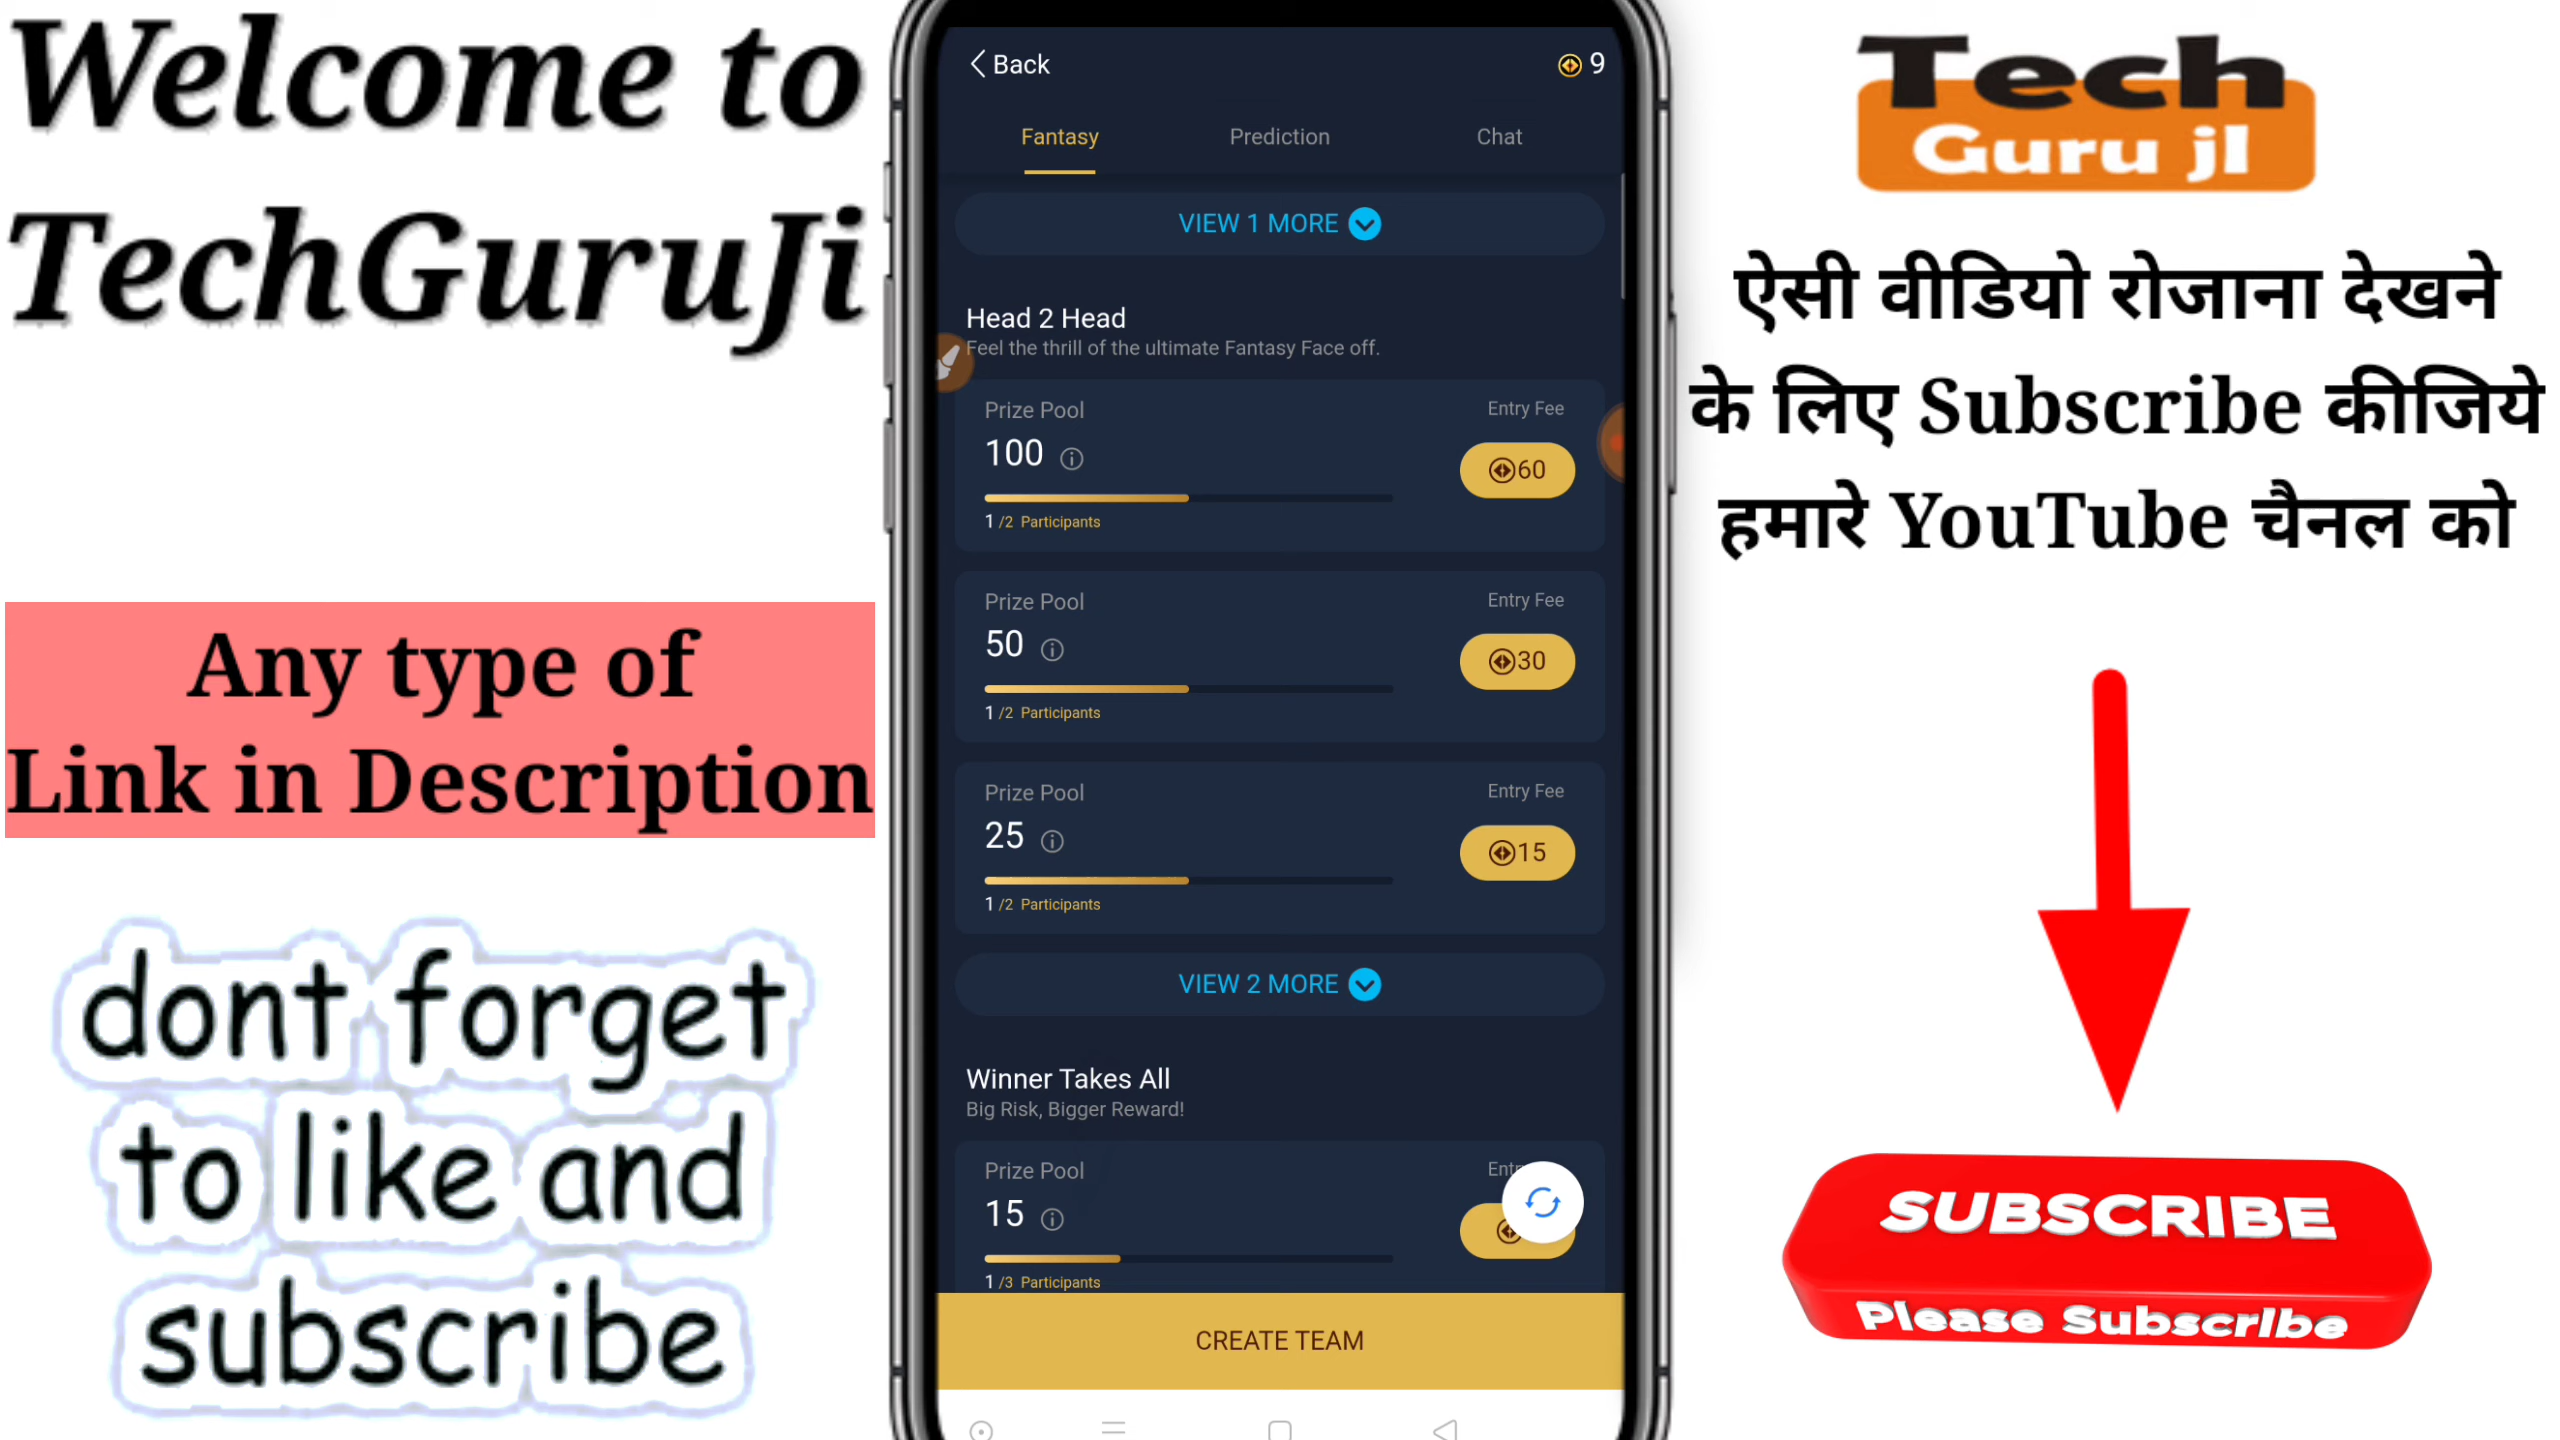 Welcome to
TechGuruJi
Any type of
Link in Description
dont forget
to like and
subscribe
Back
9
Fantasy
Prediction
Chat
VIEW 1 MORE
Head 2 Head
Feel the thrill of the ultimate Fantasy Face off.
Prize Pool
Entry Fee
100
60
1 /2 Participants
Prize Pool
Entry Fee
50
30
1 /2 Participants
Prize Pool
Entry Fee
25
15
1 /2 Participants
VIEW 2 MORE
Winner Takes All
Big Risk, Bigger Reward!
Prize Pool
15
1 /3 Participants
CREATE TEAM
Tech
Guru jI
ऐसी वीडियो रोजाना देखने
के लिए Subscribe कीजिये
हमारे YouTube चैनल को
SUBSCRIBE
Please Subscribe